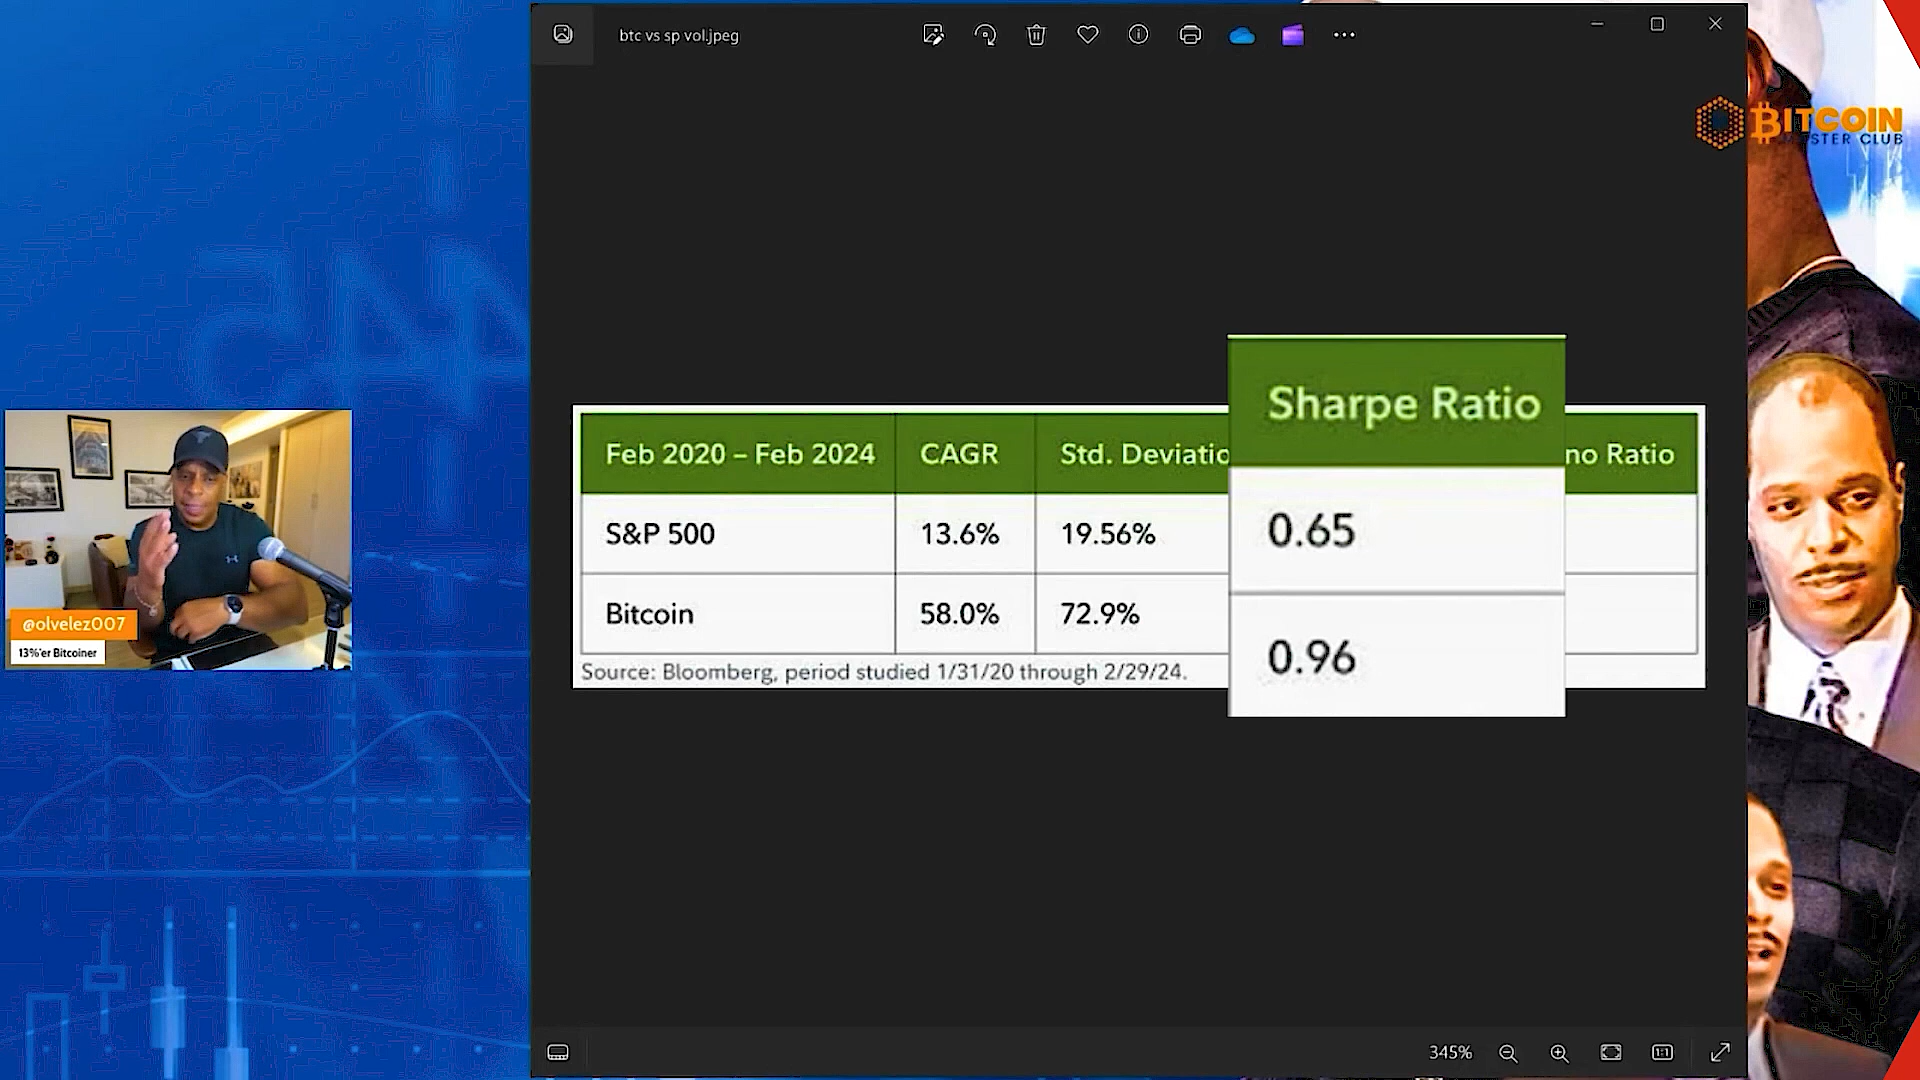 btc vs sp vol.jpeg
BITCOIN
CLUB
Sharpe Ratio
Feb 2020 – Feb 2024 CAGR Std. Deviatio no Ratio
S&P 500 13.6% 19.56% 0.65
Bitcoin 58.0% 72.9% 0.96
Source: Bloomberg, period studied 1/31/20 through 2/29/24.
@olvelez007
13%'er Bitcoiner
345%